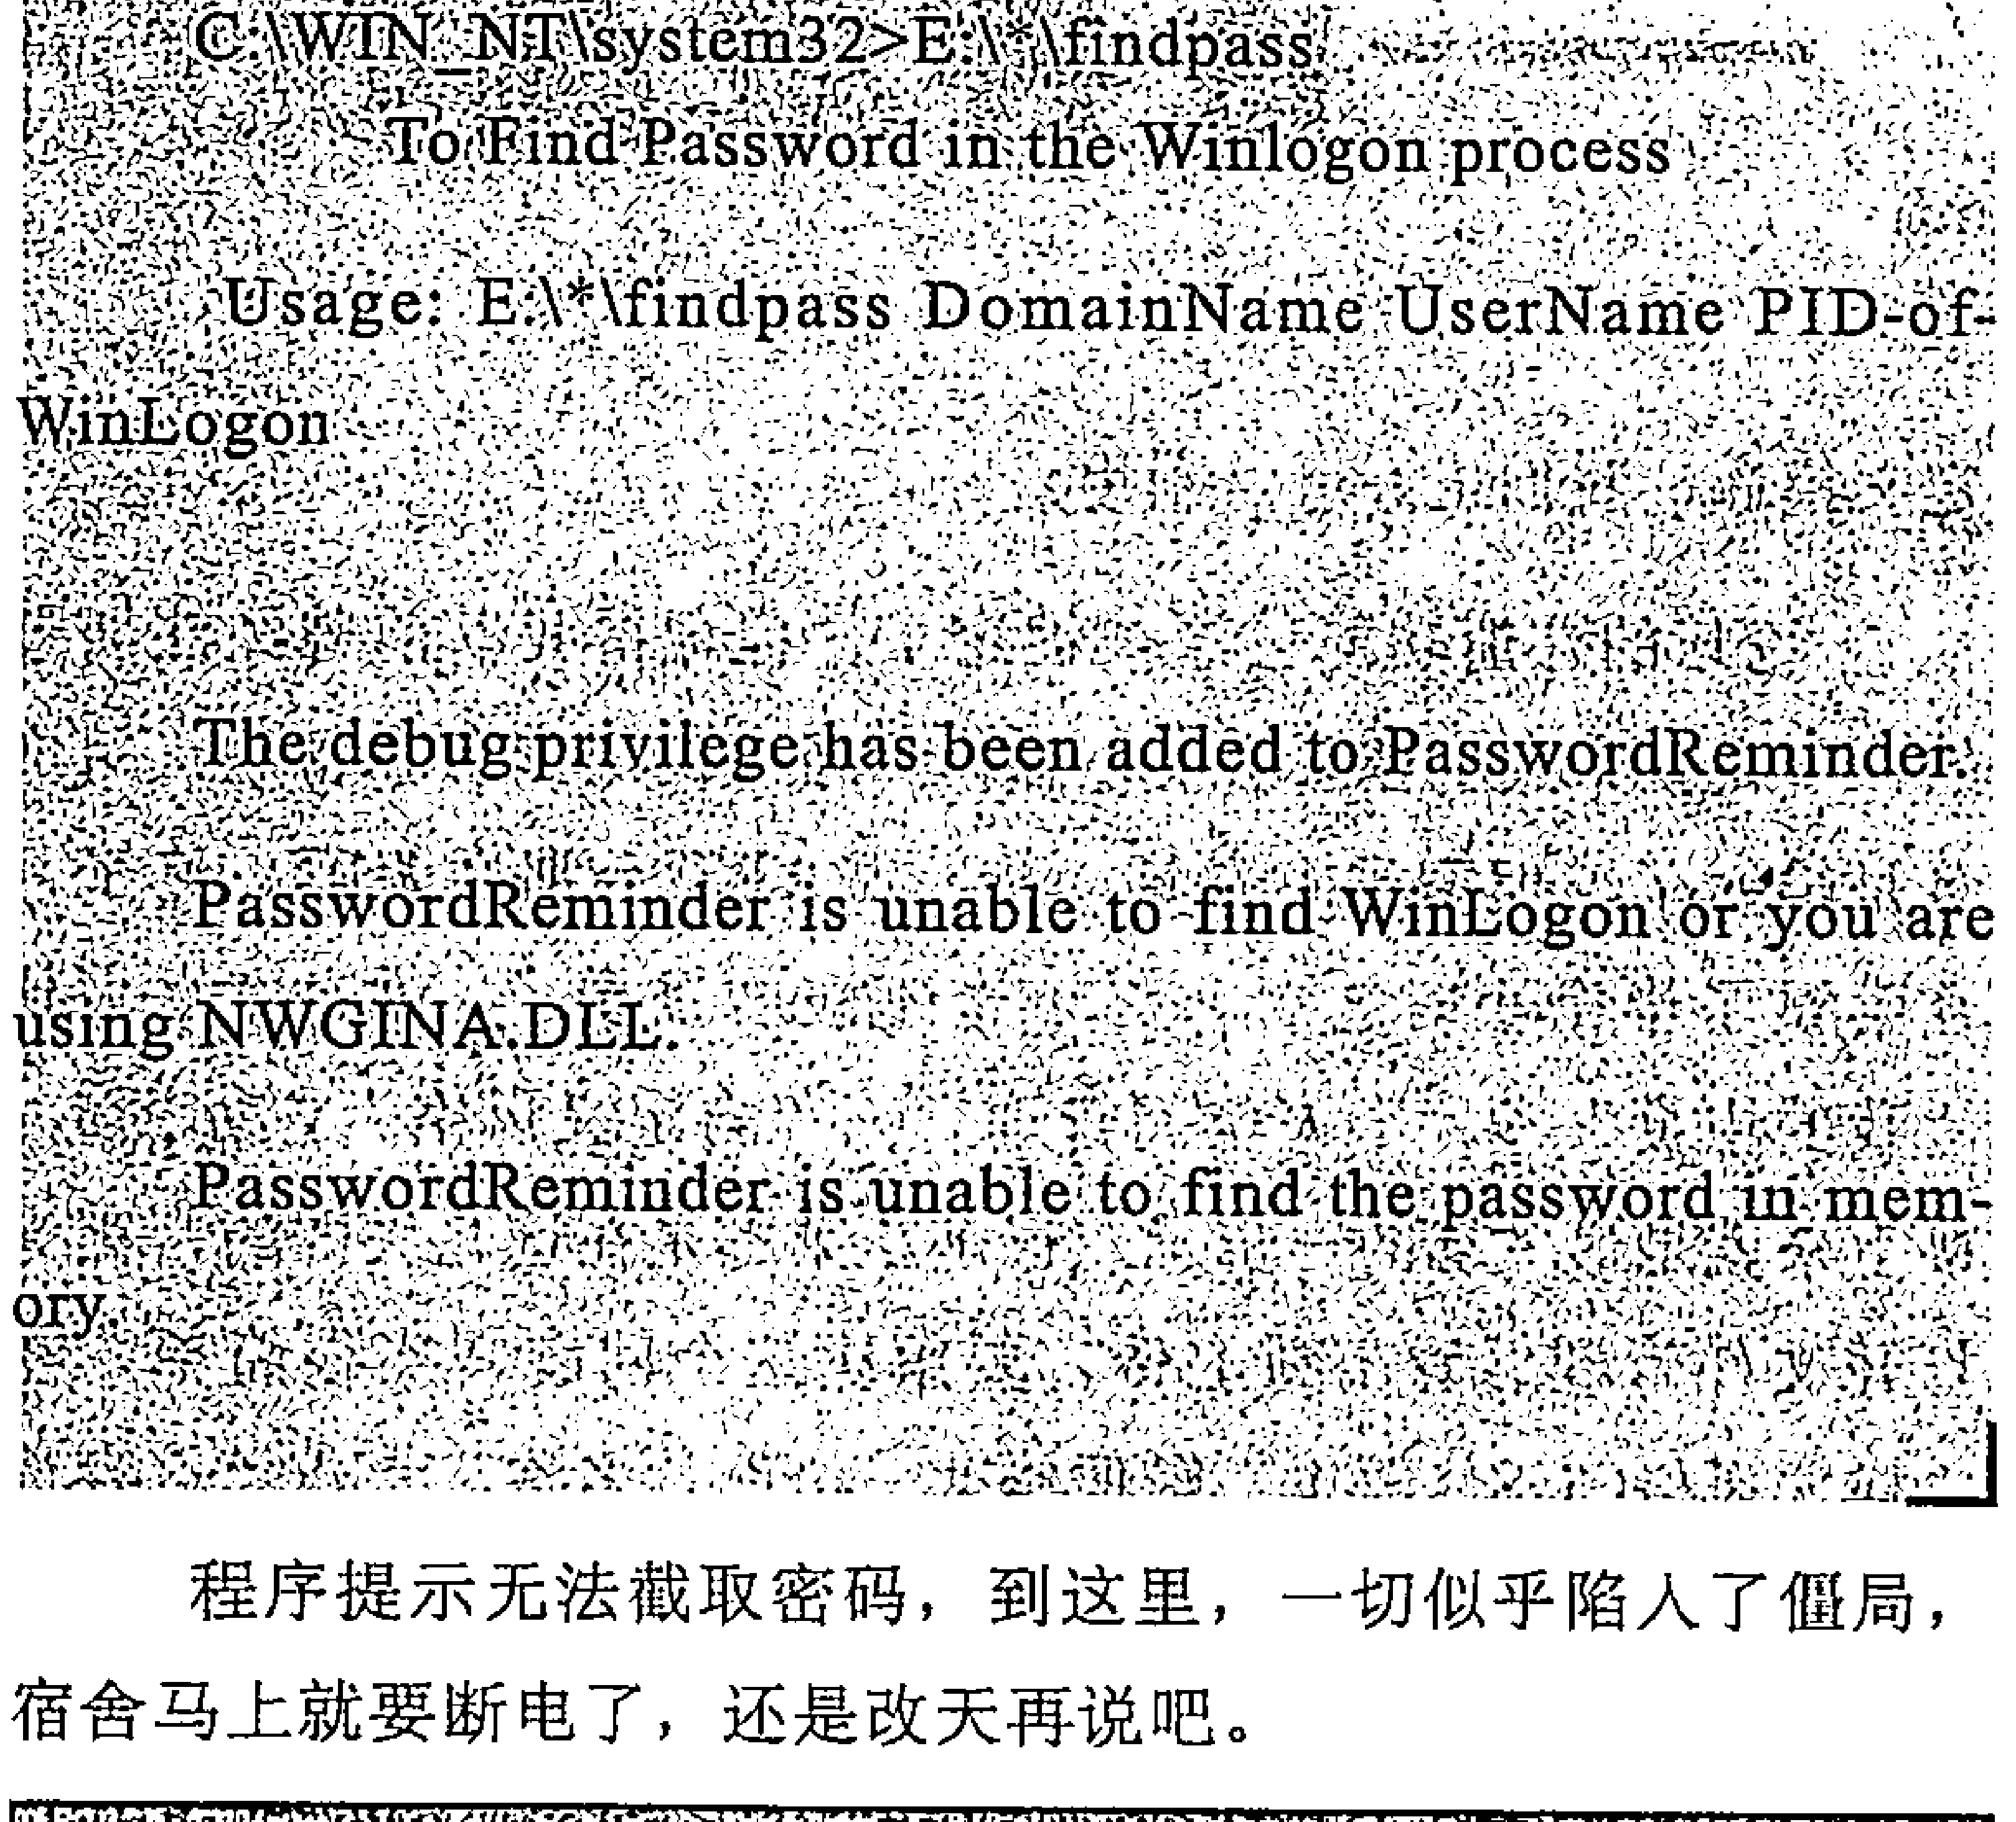 C:\WIN_NT\system32>E:\*\findpass
To Find Password in the Winlogon process
Usage: E:\*\findpass DomainName UserName PID-of-
WinLogon
The debug privilege has been added to PasswordReminder.
PasswordReminder is unable to find WinLogon or you are
using NWGINA.DLL.
PasswordReminder is unable to find the password in mem-
ory.
程序提示无法截取密码，到这里，一切似乎陷入了僵局，
宿舍马上就要断电了，还是改天再说吧。